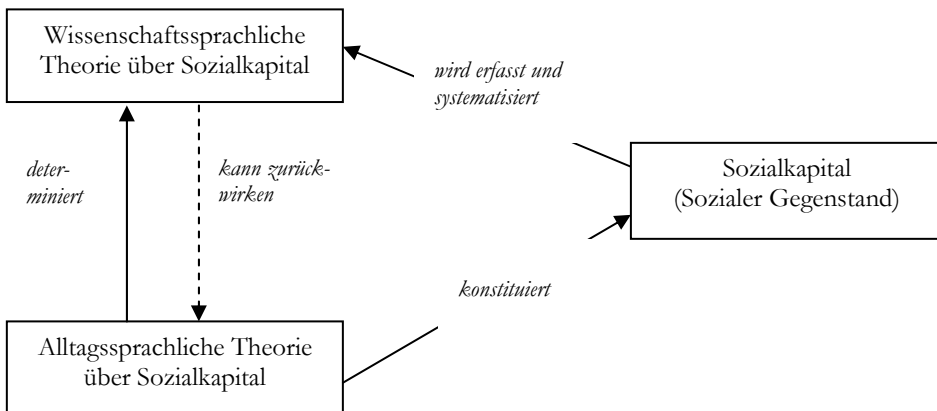 Wissenschaftssprachliche
Theorie über Sozialkapital
wird erfasst und
systematisiert
deter-
miniert
kann zurück-
wirken
Sozialkapital
(Sozialer Gegenstand)
konstituiert
Alltagssprachliche Theorie
über Sozialkapital